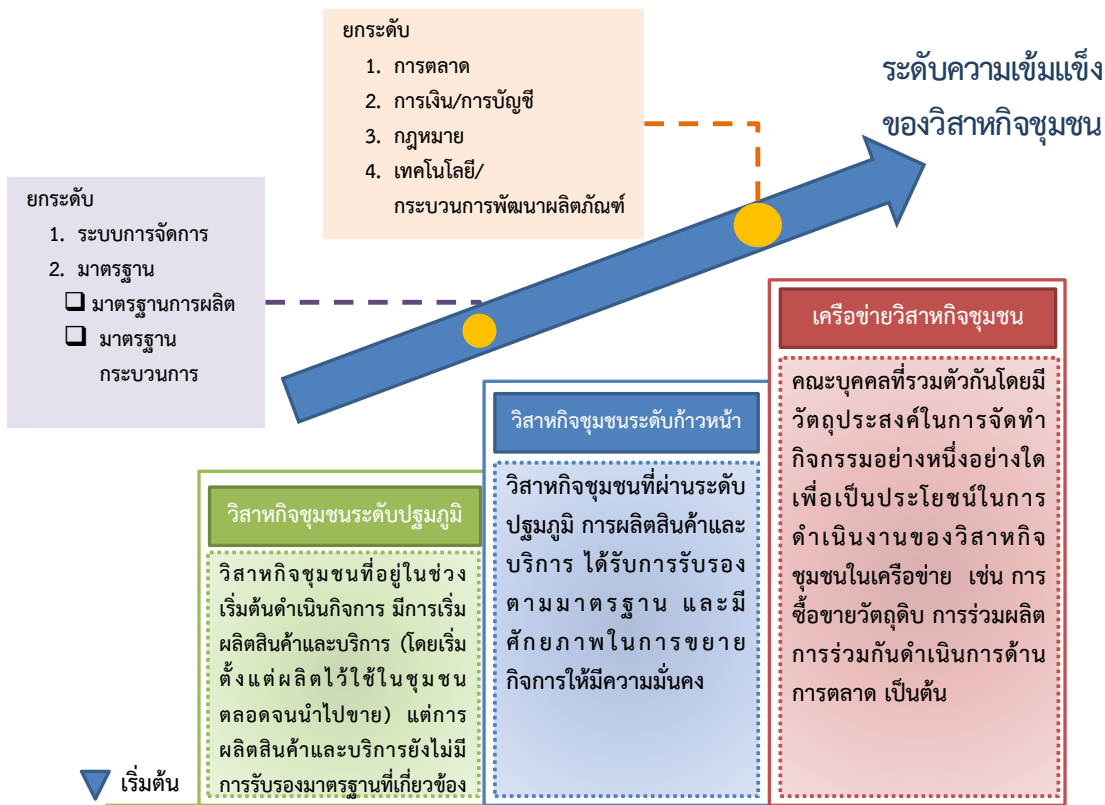 ยกระดับ
1. การตลาด
2. การเงิน/การบัญชี
3. กฎหมาย
4. เทคโนโลยี/
กระบวนการพัฒนาผลิตภัณฑ์
ระดับความเข้มแข็ง
ของวิสาหกิจชุมชน
ยกระดับ
1. ระบบการจัดการ
2. มาตรฐาน
❑ มาตรฐานการผลิต
❑ มาตรฐาน
กระบวนการ
เครือข่ายวิสาหกิจชุมชน
คณะบุคคลที่รวมตัวกันโดยมี
วัตถุประสงค์ในการจัดทำ
กิจกรรมอย่างหนึ่งอย่างใด
เพื่อเป็นประโยชน์ในการ
ดำเนินงานของวิสาหกิจ
ชุมชนในเครือข่าย เช่น การ
ซื้อขายวัตถุดิบ การร่วมผลิต
การร่วมกันดำเนินการด้าน
การตลาด เป็นต้น
วิสาหกิจชุมชนระดับก้าวหน้า
วิสาหกิจชุมชนที่ผ่านระดับ
ปฐมภูมิ การผลิตสินค้าและ
บริการ ได้รับการรับรอง
ตามมาตรฐาน และมี
ศักยภาพในการขยาย
กิจการให้มีความมั่นคง
วิสาหกิจชุมชนระดับปฐมภูมิ
วิสาหกิจชุมชนที่อยู่ในช่วง
เริ่มต้นดำเนินกิจการ มีการเริ่ม
ผลิตสินค้าและบริการ (โดยเริ่ม
ตั้งแต่ผลิตไว้ใช้ในชุมชน
ตลอดจนนำไปขาย) แต่การ
ผลิตสินค้าและบริการยังไม่มี
การรับรองมาตรฐานที่เกี่ยวข้อง
เริ่มต้น